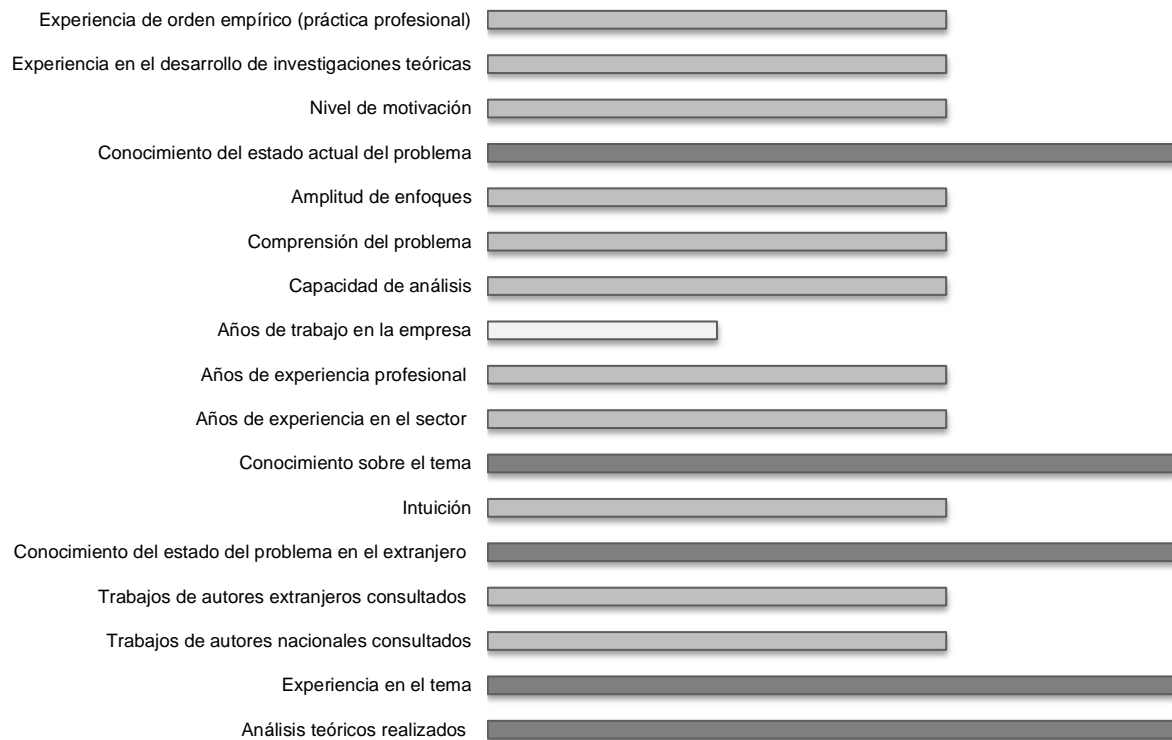 Experiencia de orden empírico (práctica profesional)
Experiencia en el desarrollo de investigaciones teóricas
Nivel de motivación
Conocimiento del estado actual del problema
Amplitud de enfoques
Comprensión del problema
Capacidad de análisis
Años de trabajo en la empresa
Años de experiencia profesional
Años de experiencia en el sector
Conocimiento sobre el tema
Intuición
Conocimiento del estado del problema en el extranjero
Trabajos de autores extranjeros consultados
Trabajos de autores nacionales consultados
Experiencia en el tema
Análisis teóricos realizados